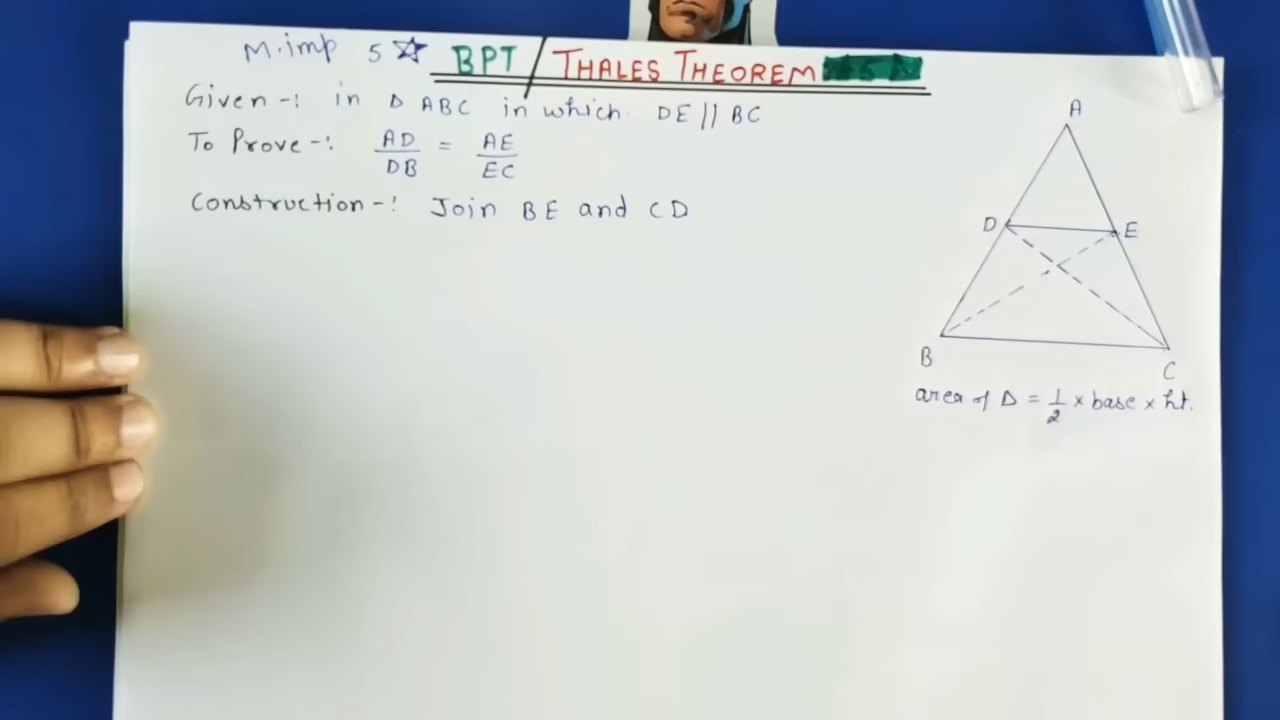 M.imp 5☆ BPT / THALES THEOREM
Given -: in Δ ABC in which DE || BC
To Prove -: AD/DB = AE/EC
Construction -: Join BE and CD
A
D E
B C
area of Δ = 1/2 × base × ht.